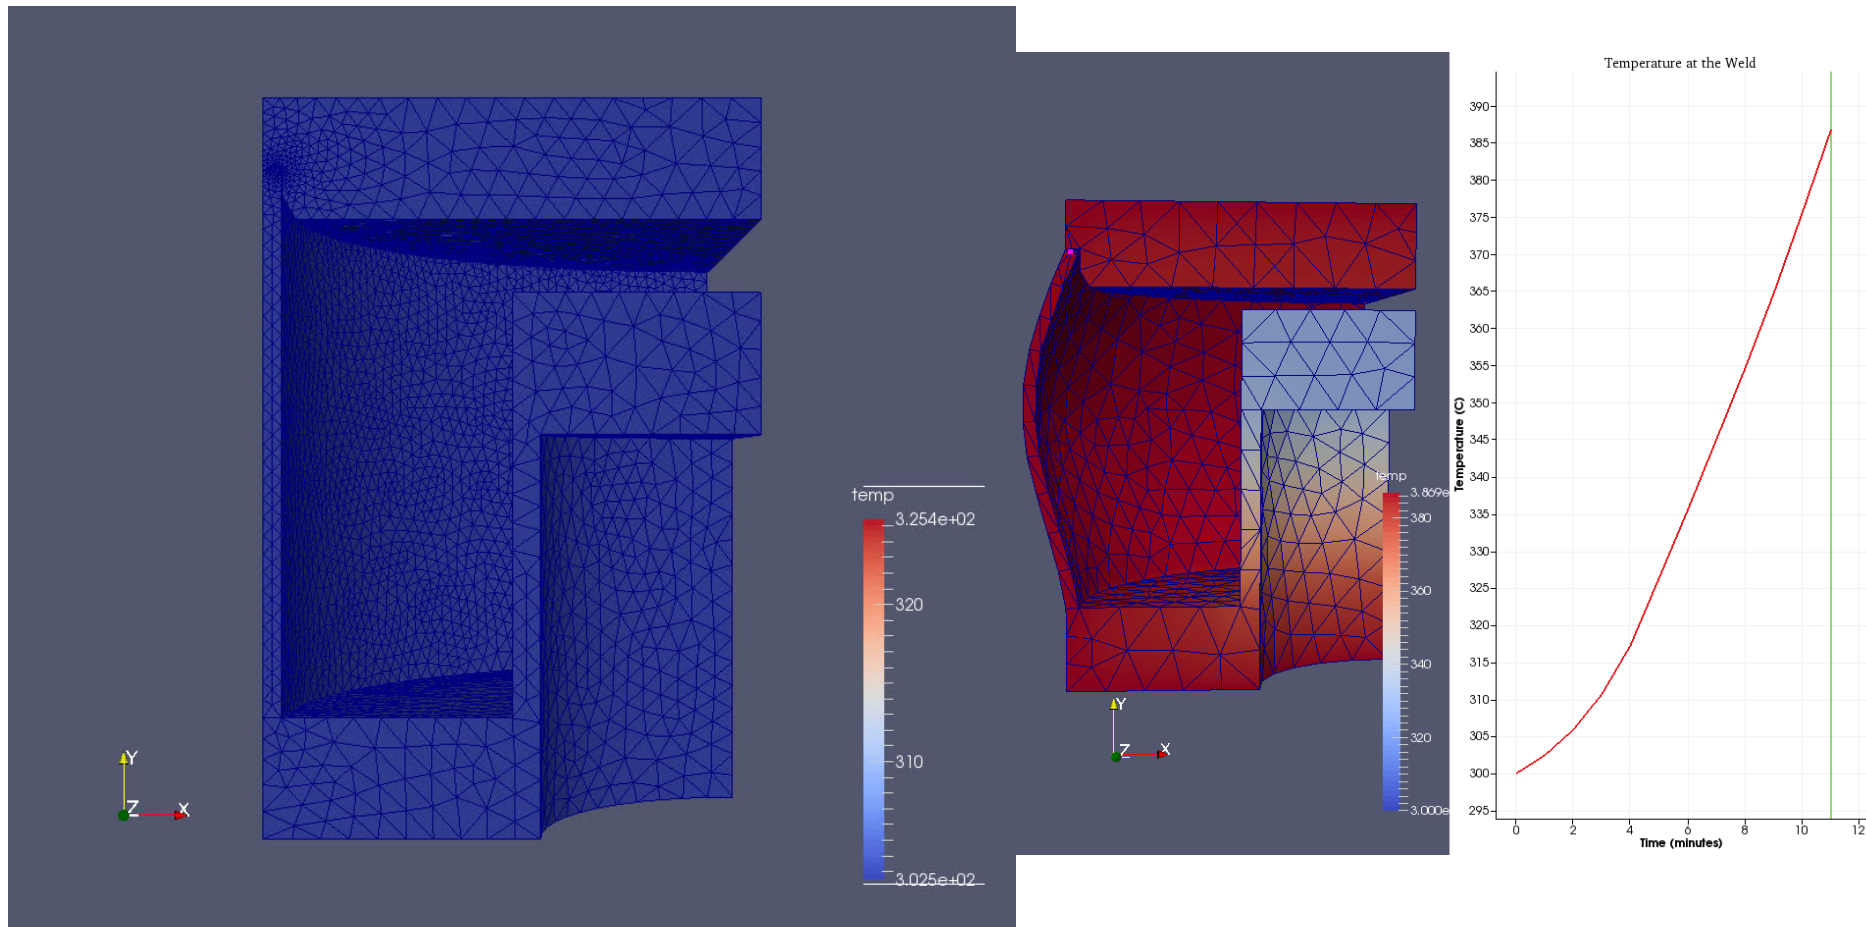 temp
3.254e+02
320
310
3.025e+02
Y
Z
X
temp
3.869e
380
360
340
320
3.000e
Y
Z
X
Temperature at the Weld
Temperature (C)
390
385
380
375
370
365
360
355
350
345
340
335
330
325
320
315
310
305
300
295
0 2 4 6 8 10 12
Time (minutes)